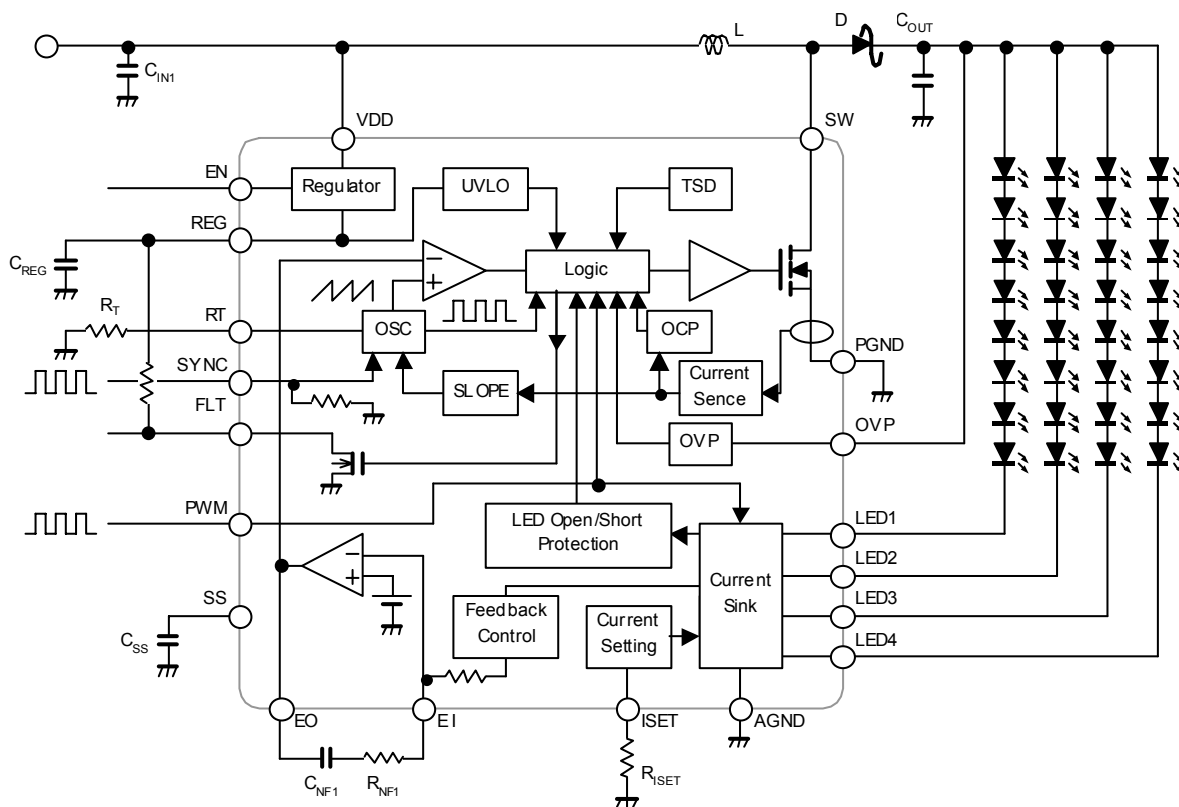 L
D
COUT
CIN1
VDD
SW
EN
Regulator
UVLO
TSD
REG
CREG
−
+
Logic
RT
RT
OSC
OCP
PGND
SYNC
SLOPE
Current
Sence
FLT
OVP
OVP
PWM
LED Open/Short
Protection
LED1
−
+
Current
Sink
LED2
SS
CSS
Feedback
Control
Current
Setting
LED3
LED4
EO
EI
ISET
AGND
CNF1
RNF1
RISET